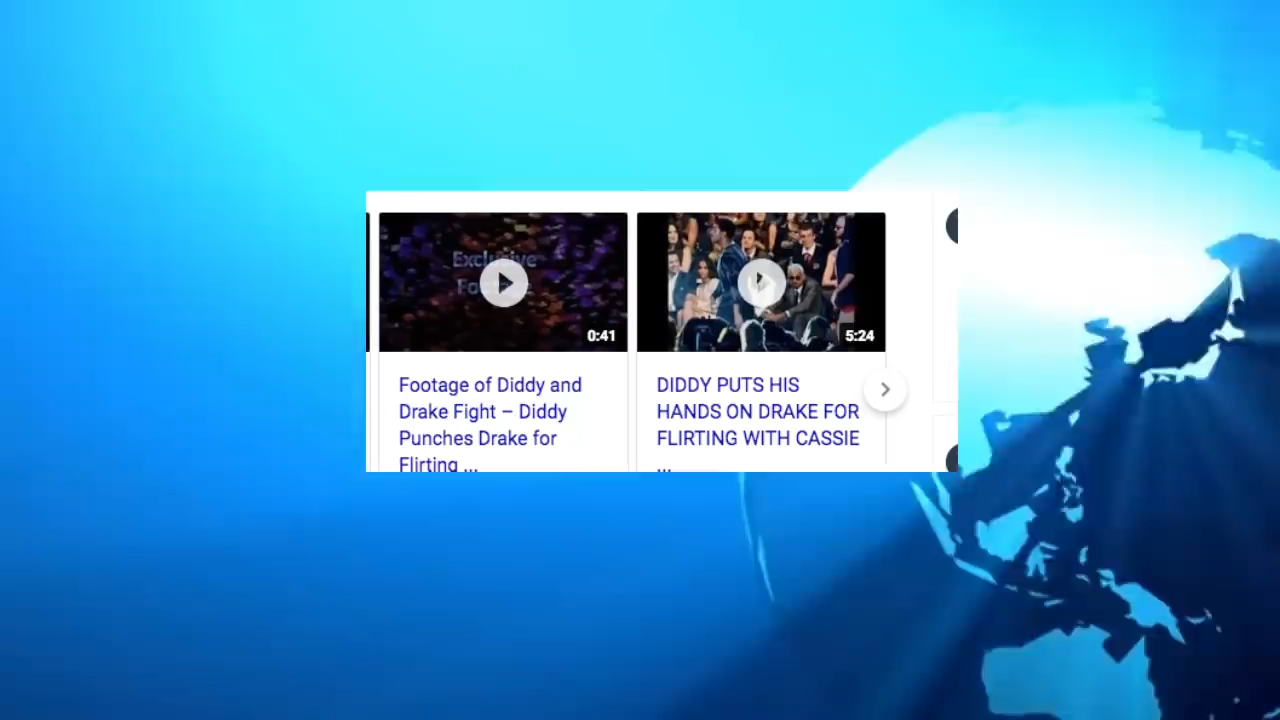 Exclusive
0:41
5:24
Footage of Diddy and
Drake Fight – Diddy
Punches Drake for
Flirting ...
DIDDY PUTS HIS
HANDS ON DRAKE FOR
FLIRTING WITH CASSIE
...